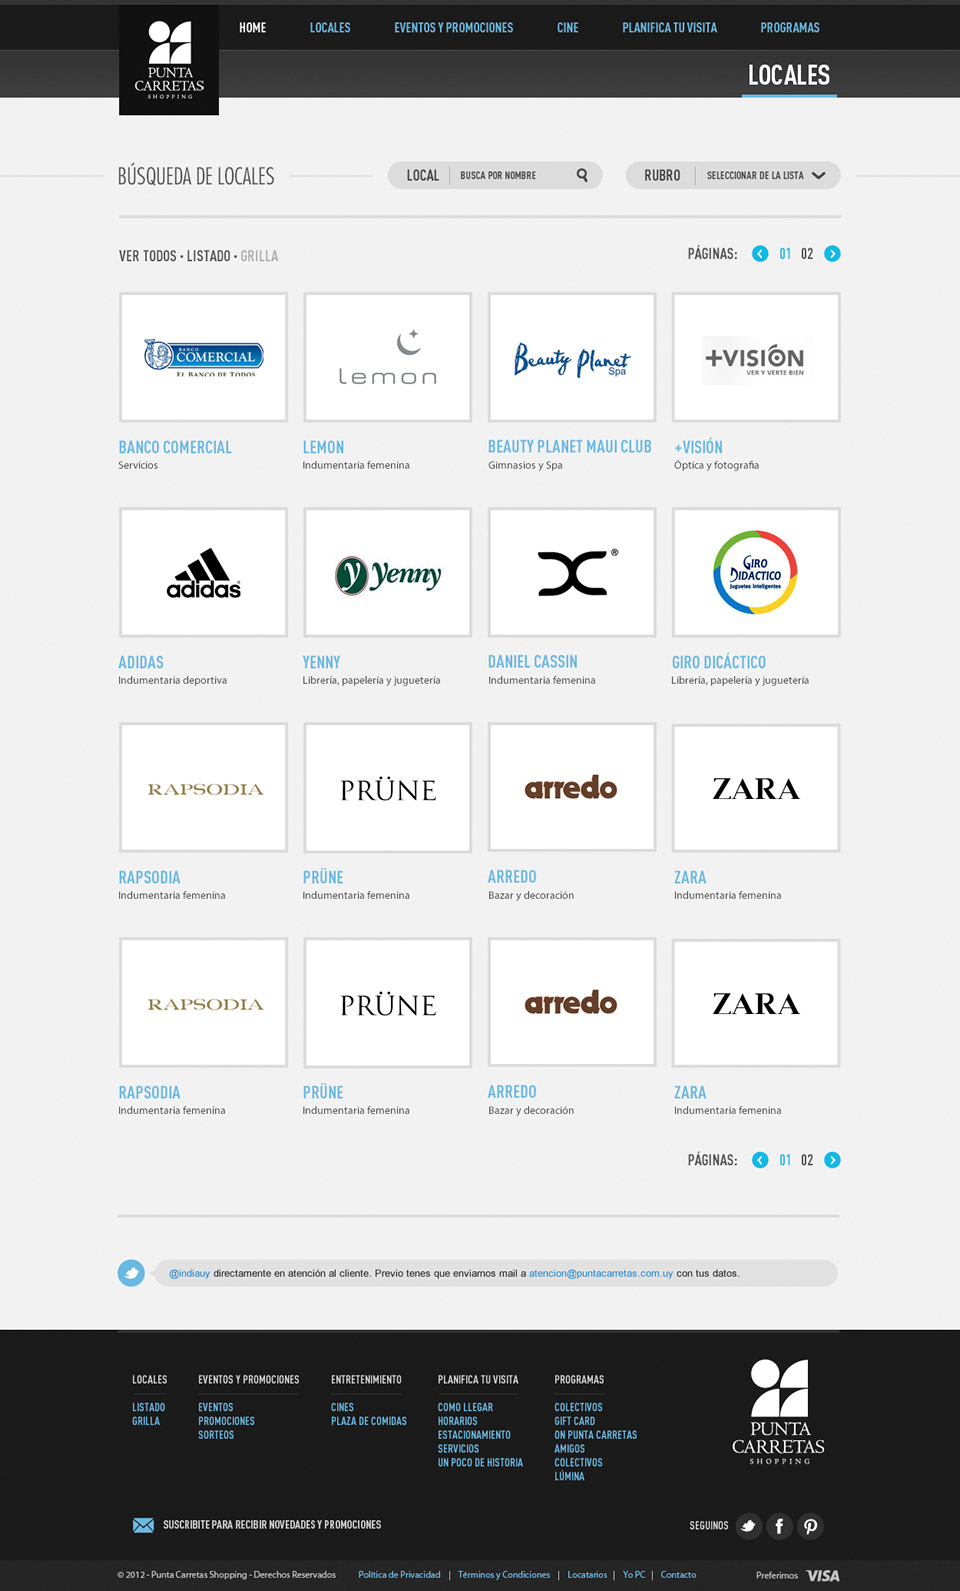 PUNTA
CARRETAS
SHOPPING
HOME LOCALES EVENTOS Y PROMOCIONES CINE PLANIFICA TU VISITA PROGRAMAS
LOCALES
BÚSQUEDA DE LOCALES LOCAL BUSCA POR NOMBRE RUBRO SELECCIONAR DE LA LISTA
VER TODOS • LISTADO • GRILLA PÁGINAS: 01 02
BANCO
COMERCIAL
EL BANCO DE TODOS
lemon
Beauty Planet
Spa
+VISIÓN
VER Y VERTE BIEN
BANCO COMERCIAL LEMON BEAUTY PLANET MAUI CLUB +VISIÓN
Servicios Indumentaria femenina Gimnasios y Spa Óptica y fotografia
adidas
y Yenny
®
GIRO
DIDACTICO
Juguetes inteligentes
ADIDAS YENNY DANIEL CASSIN GIRO DICÁCTICO
Indumentaria deportiva Librería, papelería y juguetería Indumentaria femenina Librería, papelería y juguetería
RAPSODIA PRÜNE arredo ZARA
RAPSODIA PRÜNE ARREDO ZARA
Indumentaria femenina Indumentaria femenina Bazar y decoración Indumentaria femenina
RAPSODIA PRÜNE arredo ZARA
RAPSODIA PRÜNE ARREDO ZARA
Indumentaria femenina Indumentaria femenina Bazar y decoración Indumentaria femenina
PÁGINAS: 01 02
@indiauy directamente en atención al cliente. Previo tenes que enviarnos mail a atencion@puntacarretas.com.uy con tus datos.
LOCALES EVENTOS Y PROMOCIONES ENTRETENIMIENTO PLANIFICA TU VISITA PROGRAMAS
LISTADO EVENTOS CINES COMO LLEGAR COLECTIVOS
GRILLA PROMOCIONES PLAZA DE COMIDAS HORARIOS GIFT CARD
SORTEOS ESTACIONAMIENTO ON PUNTA CARRETAS
SERVICIOS AMIGOS
UN POCO DE HISTORIA COLECTIVOS
LÚMINA
PUNTA
CARRETAS
SHOPPING
SUSCRIBITE PARA RECIBIR NOVEDADES Y PROMOCIONES SEGUINOS
© 2012 - Punta Carretas Shopping - Derechos Reservados Política de Privacidad | Términos y Condiciones | Locatarios | Yo PC | Contacto Preferimos VISA